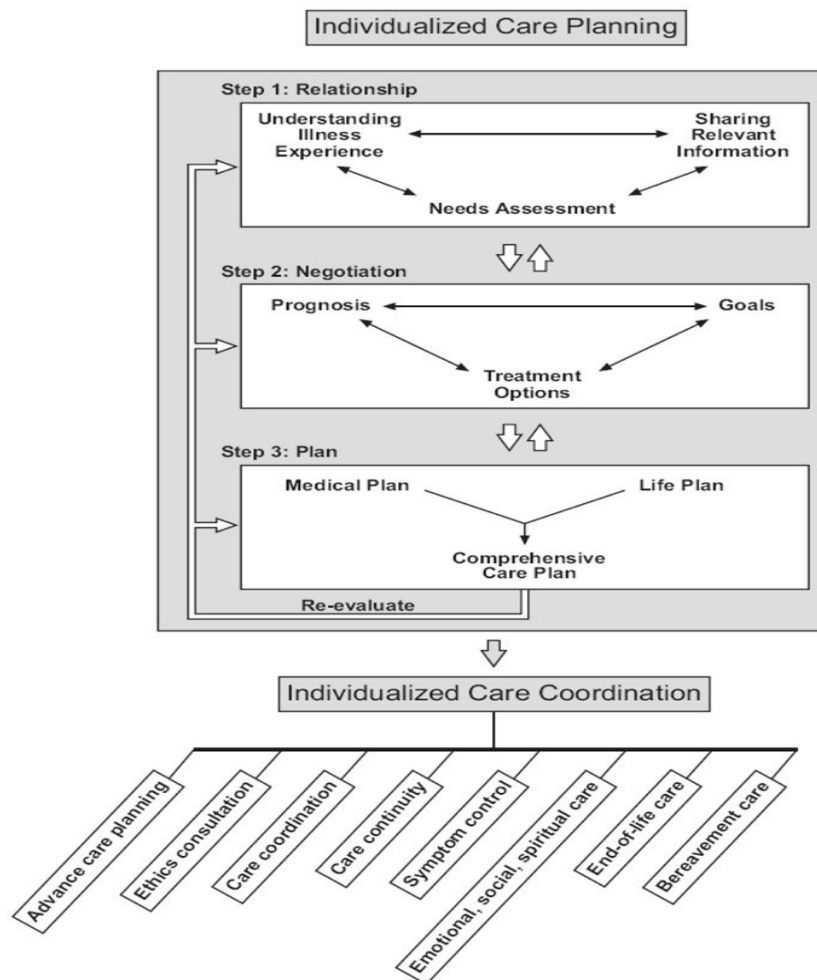 Individualized Care Planning
Step 1: Relationship
Understanding
Illness
Experience
Sharing
Relevant
Information
Needs Assessment
Step 2: Negotiation
Prognosis
Goals
Treatment
Options
Step 3: Plan
Medical Plan
Life Plan
Comprehensive
Care Plan
Re-evaluate
Individualized Care Coordination
Advance care planning
Ethics consultation
Care coordination
Care continuity
Symptom control
Emotional, social, spiritual care
End-of-life care
Bereavement care